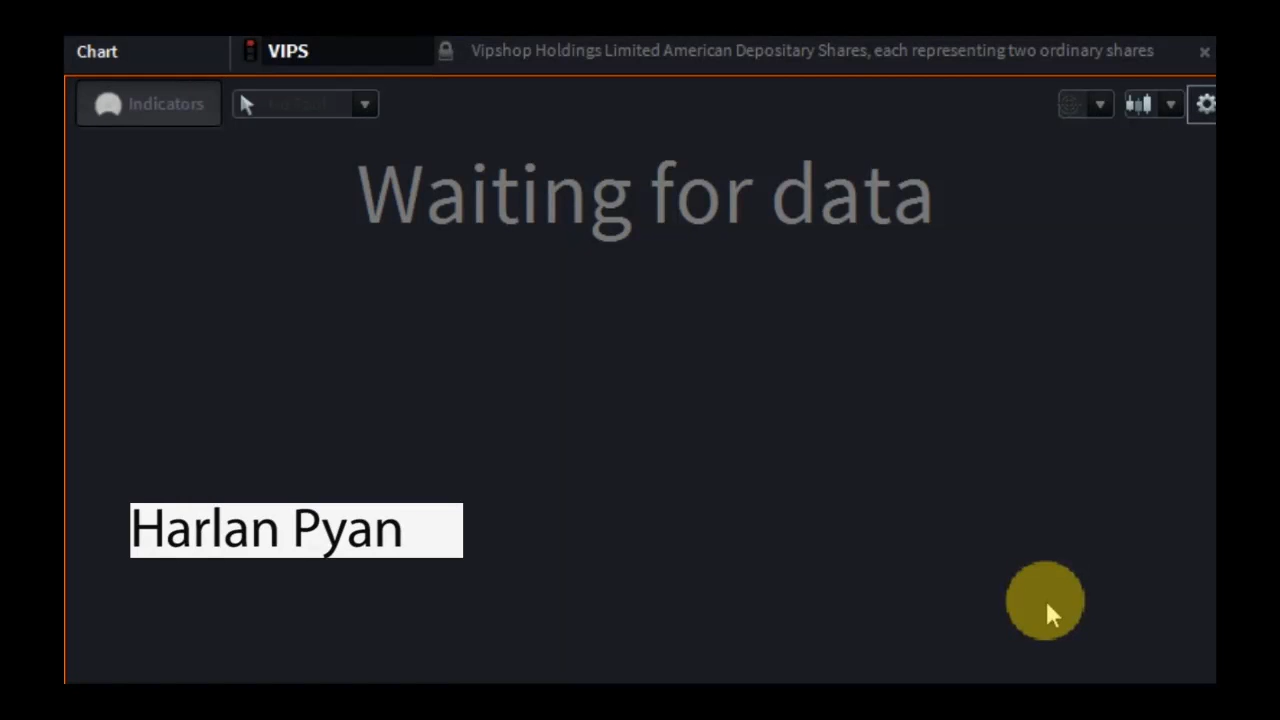 Chart VIPS Vipshop Holdings Limited American Depositary Shares, each representing two ordinary shares
Indicators
Waiting for data
Harlan Pyan